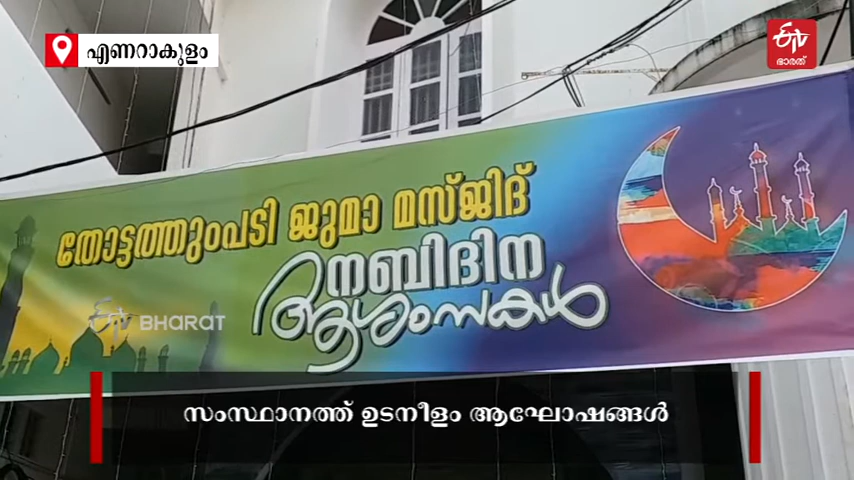 എണറാകുളം
ETV
ഭാരത്
തോട്ടത്തുംപടി ജുമാ മസ്ജിദ്
നബിദിന
ആശംസകൾ
ETV BHARAT
സംസ്ഥാനത്ത് ഉടനീളം ആഘോഷങ്ങൾ